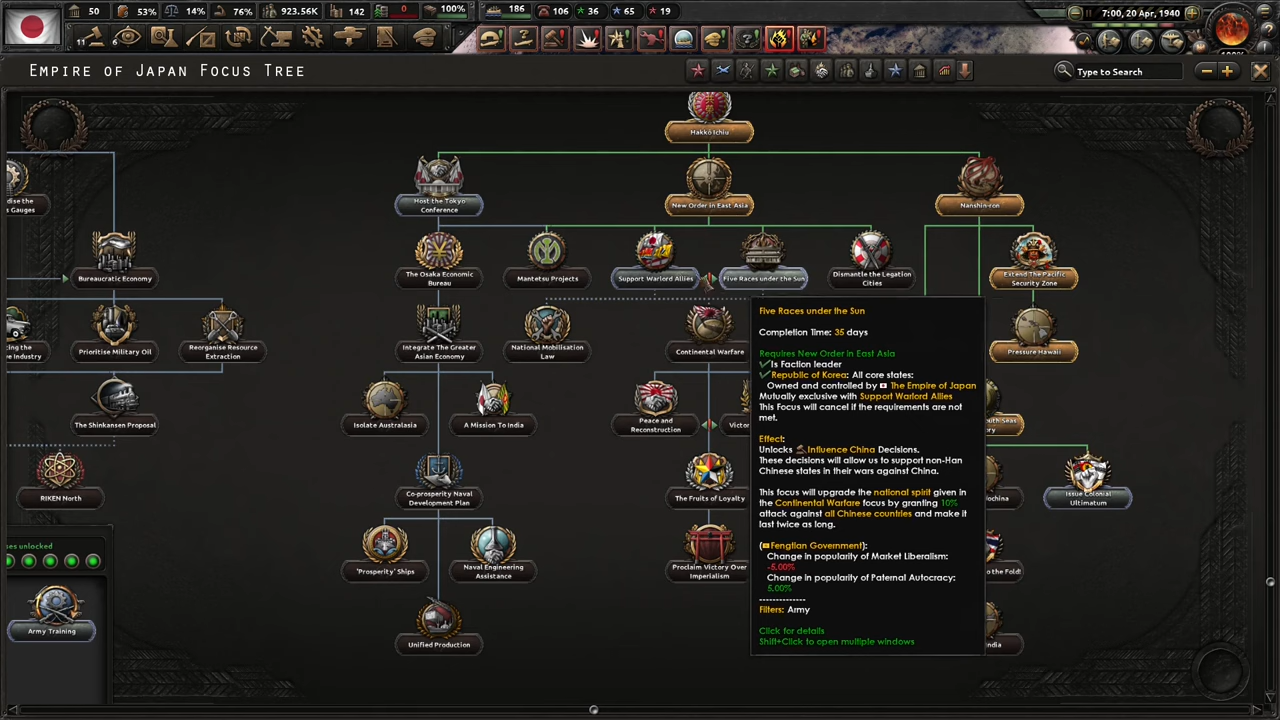 50
53%
14%
76%
923.56K
142
0
100%
186
106
36
65
19
7:00, 20 Apr, 1940
11
6
100%
EMPIRE OF JAPAN FOCUS TREE
Type to Search
Hakkō Ichiu
Host the Tokyo
Conference
New Order in East Asia
Nanshin-ron
Bureaucratic Economy
The Osaka Economic
Bureau
Mantetsu Projects
Support Warlord Allies
Five Races under the Sun
Dismantle the Legation
Cities
Extend The Pacific
Security Zone
Prioritise Military Oil
Reorganise Resource
Extraction
Integrate The Greater
Asian Economy
National Mobilisation
Law
Continental Warfare
Pressure Hawaii
The Shinkansen Proposal
Isolate Australasia
A Mission To India
Peace and
Reconstruction
Victor
RIKEN North
Co-prosperity Naval
Development Plan
The Fruits of Loyalty
Issue Colonial
Ultimatum
'Prosperity' Ships
Naval Engineering
Assistance
Proclaim Victory Over
Imperialism
Army Training
Unified Production
Five Races under the Sun
Completion Time: 35 days
Requires New Order in East Asia
Is Faction leader
Republic of Korea: All core states:
Owned and controlled by The Empire of Japan
Mutually exclusive with Support Warlord Allies
This Focus will cancel if the requirements are not
met.
Effect:
Unlocks Influence China Decisions.
These decisions will allow us to support non-Han
Chinese states in their wars against China.
This focus will upgrade the national spirit given in
the Continental Warfare focus by granting 10%
attack against all Chinese countries and make it
last twice as long.
(Fengtian Government):
Change in popularity of Market Liberalism:
-5.00%
Change in popularity of Paternal Autocracy:
5.00%
--------------
Filters: Army
Click for details
Shift+Click to open multiple windows